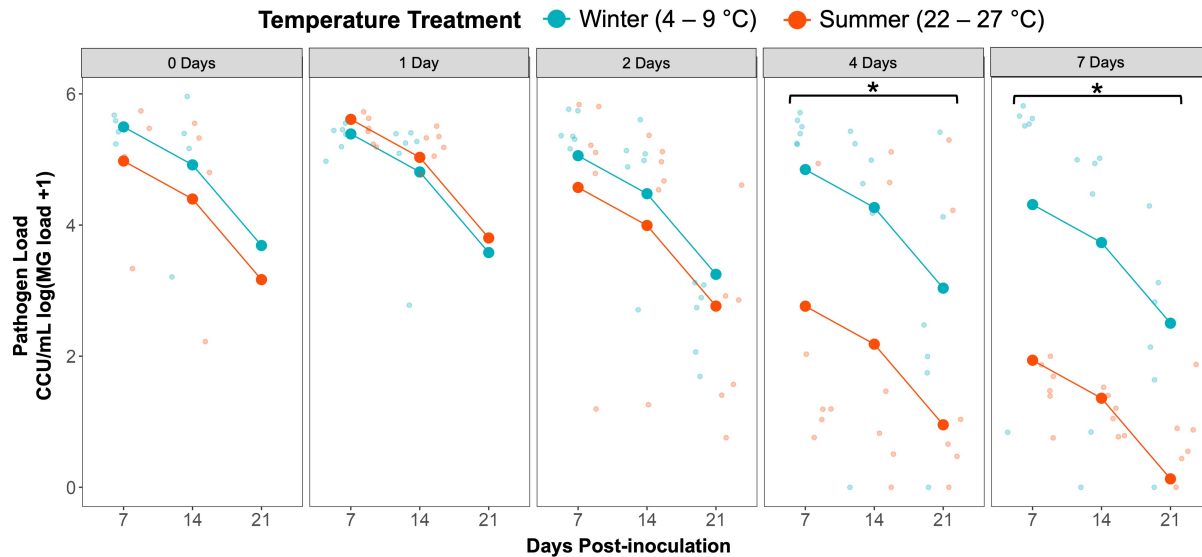 Temperature Treatment Winter (4 – 9 °C) Summer (22 – 27 °C)
0 Days 1 Day 2 Days 4 Days 7 Days
* *
6
4
2
0
Pathogen Load
CCU/mL log(MG load +1)
7 14 21 7 14 21 7 14 21 7 14 21 7 14 21
Days Post-inoculation